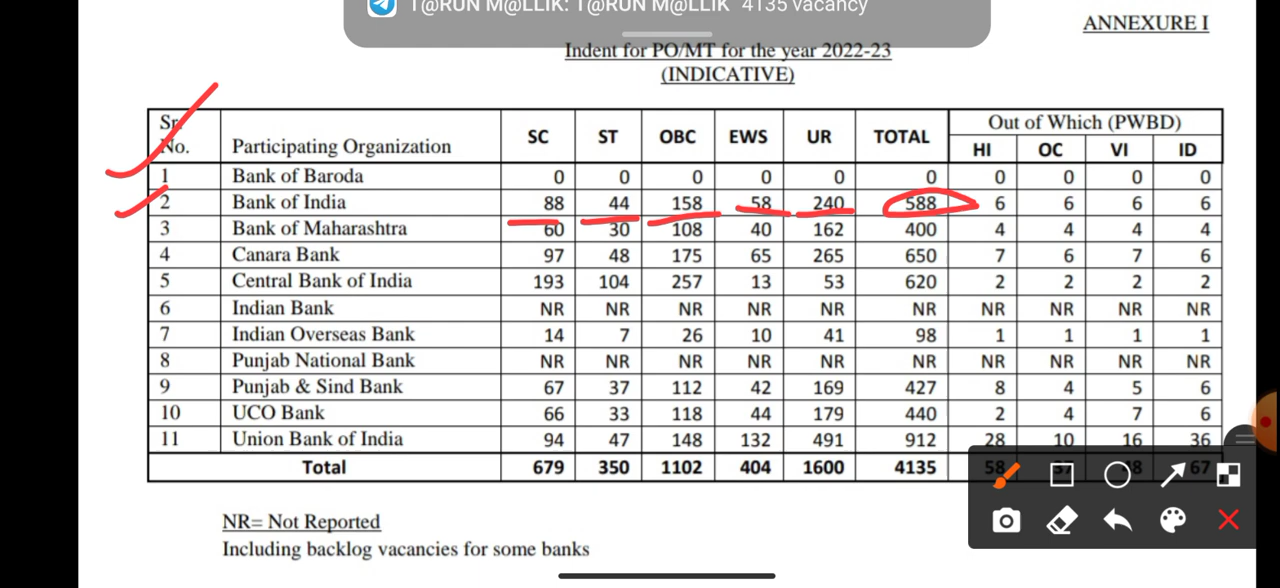 T@RUN M@LLIK: T@RUN M@LLIK 4135 vacancy
ANNEXURE I
Indent for PO/MT for the year 2022-23
(INDICATIVE)
Sr. No. Participating Organization SC ST OBC EWS UR TOTAL Out of Which (PWBD)
HI OC VI ID
1 Bank of Baroda 0 0 0 0 0 0 0 0 0 0
2 Bank of India 88 44 158 58 240 588 6 6 6 6
3 Bank of Maharashtra 60 30 108 40 162 400 4 4 4 4
4 Canara Bank 97 48 175 65 265 650 7 6 7 6
5 Central Bank of India 193 104 257 13 53 620 2 2 2 2
6 Indian Bank NR NR NR NR NR NR NR NR NR NR
7 Indian Overseas Bank 14 7 26 10 41 98 1 1 1 1
8 Punjab National Bank NR NR NR NR NR NR NR NR NR NR
9 Punjab & Sind Bank 67 37 112 42 169 427 8 4 5 6
10 UCO Bank 66 33 118 44 179 440 2 4 7 6
11 Union Bank of India 94 47 148 132 491 912 28 10 16 36
Total 679 350 1102 404 1600 4135 58 67
NR= Not Reported
Including backlog vacancies for some banks